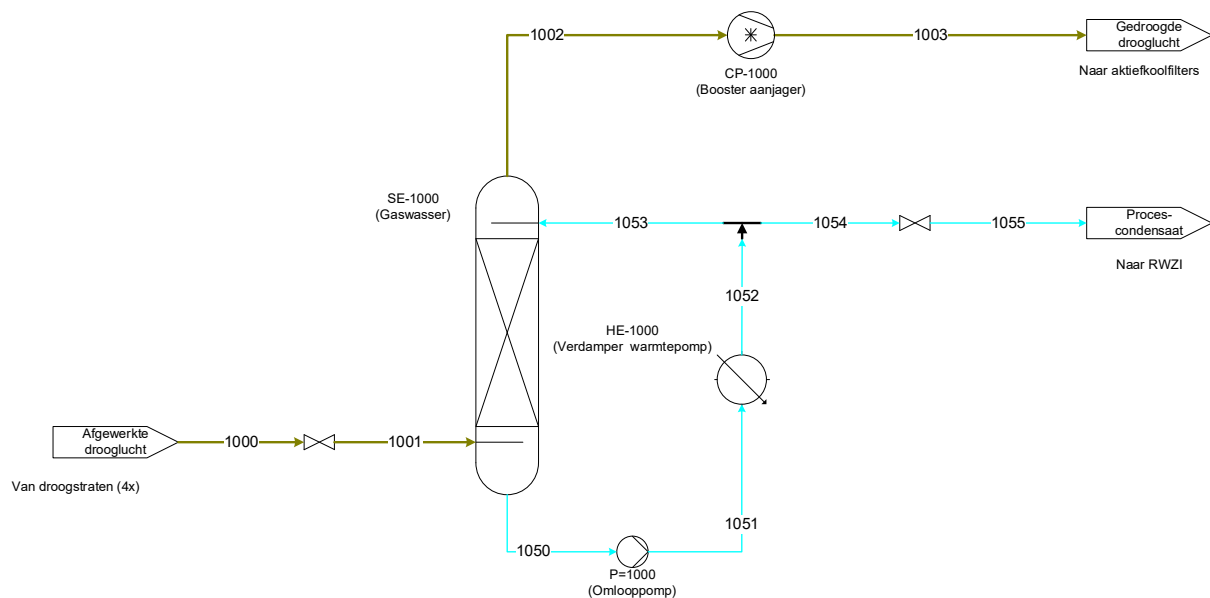 1002
1003
Gedroogde
drooglucht
CP-1000
(Booster aanjager)
Naar aktiefkoolfilters
SE-1000
(Gaswasser)
1053
1054
1055
Proces-
condensaat
Naar RWZI
1052
HE-1000
(Verdamper warmtepomp)
Afgewerkte
drooglucht
1000
1001
Van droogstraten (4x)
1051
1050
P=1000
(Omlooppomp)